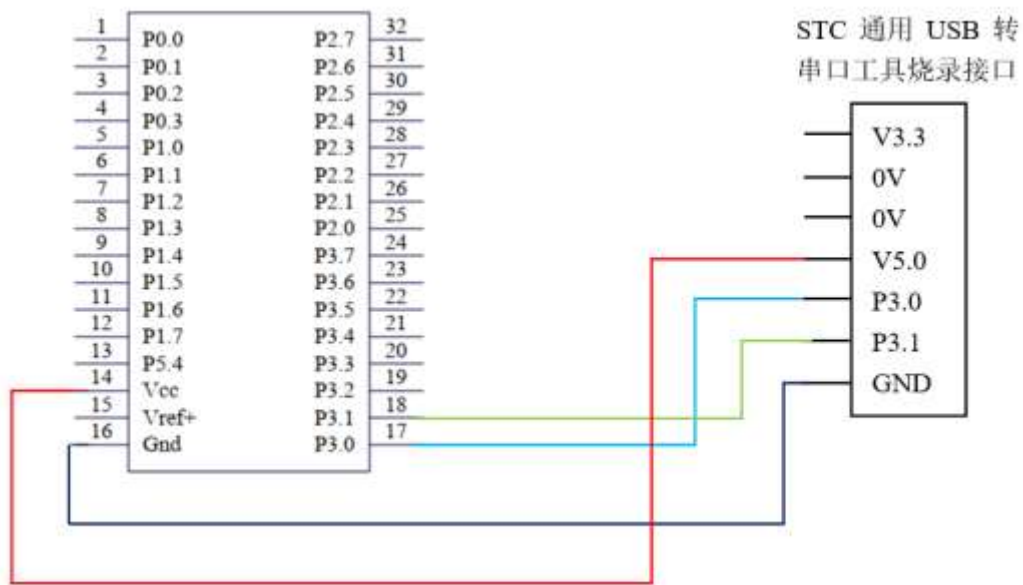 1 P0.0 P2.7 32
2 P0.1 P2.6 31
3 P0.2 P2.5 30
4 P0.3 P2.4 29
5 P1.0 P2.3 28
6 P1.1 P2.2 27
7 P1.2 P2.1 26
8 P1.3 P2.0 25
9 P1.4 P3.7 24
10 P1.5 P3.6 23
11 P1.6 P3.5 22
12 P1.7 P3.4 21
13 P5.4 P3.3 20
14 Vcc P3.2 19
15 Vref+ P3.1 18
16 Gnd P3.0 17
STC 通用 USB 转
串口工具烧录接口
V3.3
0V
0V
V5.0
P3.0
P3.1
GND